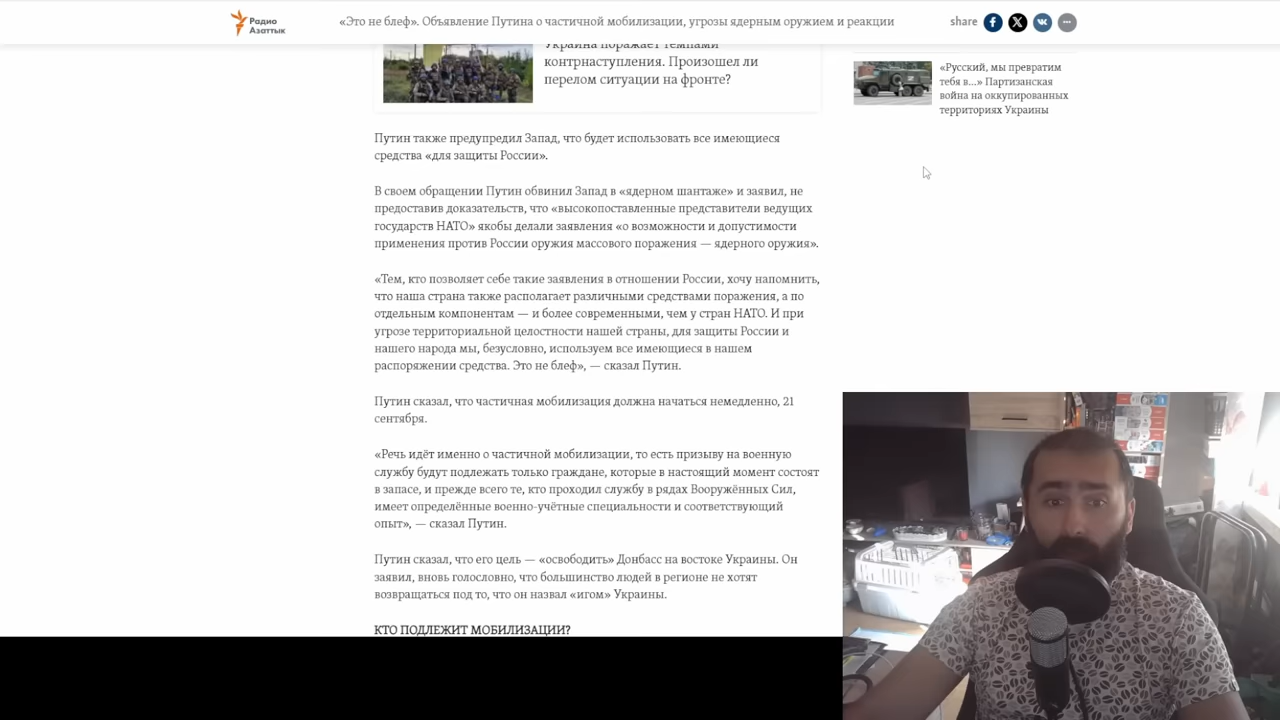 Радио
Азаттык
«Это не блеф». Объявление Путина о частичной мобилизации, угрозы ядерным оружием и реакции
share
Украина поражает темпами
контрнаступления. Произошел ли
перелом ситуации на фронте?
«Русский, мы превратим
тебя в...» Партизанская
война на оккупированных
территориях Украины
Путин также предупредил Запад, что будет использовать все имеющиеся
средства «для защиты России».
В своем обращении Путин обвинил Запад в «ядерном шантаже» и заявил, не
предоставив доказательств, что «высокопоставленные представители ведущих
государств НАТО» якобы делали заявления «о возможности и допустимости
применения против России оружия массового поражения — ядерного оружия».
«Тем, кто позволяет себе такие заявления в отношении России, хочу напомнить,
что наша страна также располагает различными средствами поражения, а по
отдельным компонентам — и более современными, чем у стран НАТО. И при
угрозе территориальной целостности нашей страны, для защиты России и
нашего народа мы, безусловно, используем все имеющиеся в нашем
распоряжении средства. Это не блеф», — сказал Путин.
Путин сказал, что частичная мобилизация должна начаться немедленно, 21
сентября.
«Речь идёт именно о частичной мобилизации, то есть призыву на военную
службу будут подлежать только граждане, которые в настоящий момент состоят
в запасе, и прежде всего те, кто проходил службу в рядах Вооружённых Сил,
имеет определённые военно-учётные специальности и соответствующий
опыт», — сказал Путин.
Путин сказал, что его цель — «освободить» Донбасс на востоке Украины. Он
заявил, вновь голословно, что большинство людей в регионе не хотят
возвращаться под то, что он назвал «игом» Украины.
КТО ПОДЛЕЖИТ МОБИЛИЗАЦИИ?